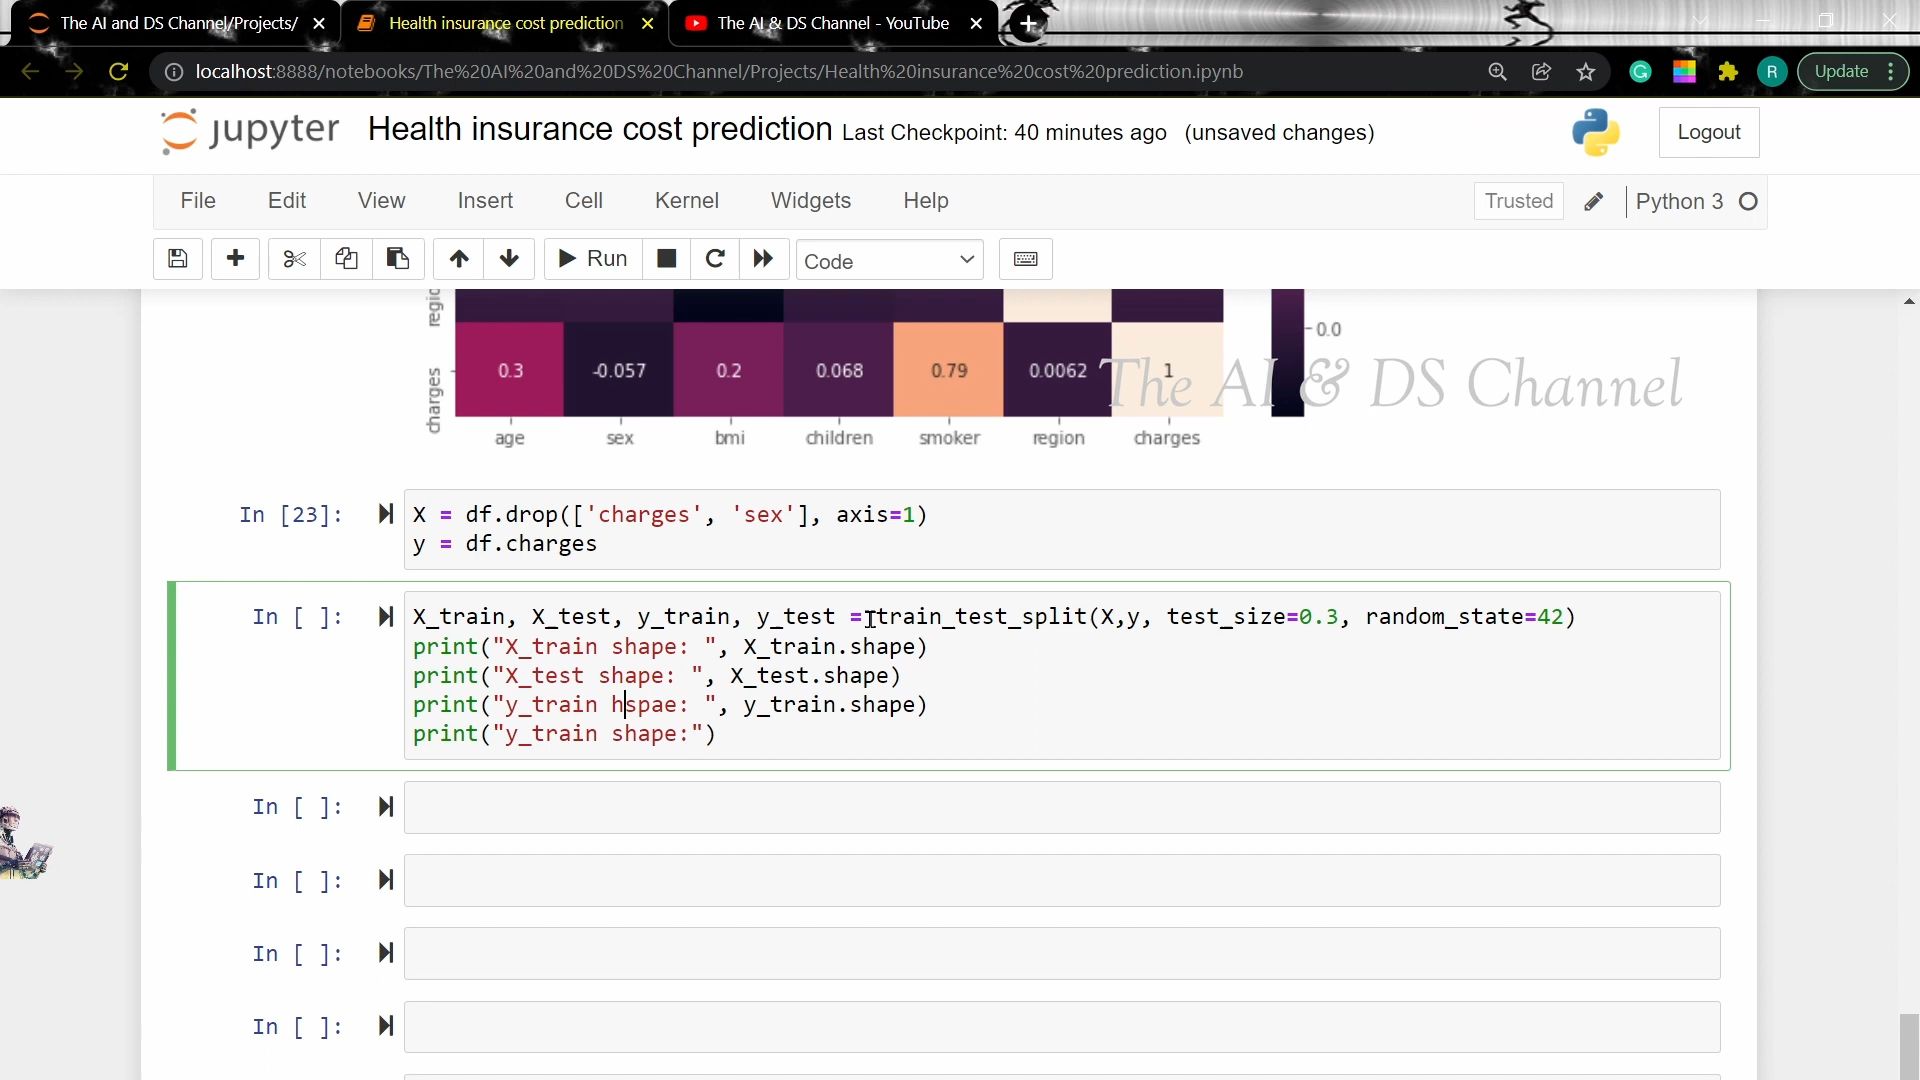 The AI and DS Channel/Projects/
Health insurance cost prediction
The AI & DS Channel - YouTube
localhost:8888/notebooks/The%20AI%20and%20DS%20Channel/Projects/Health%20insurance%20cost%20prediction.ipynb
R
Update
jupyter Health insurance cost prediction Last Checkpoint: 40 minutes ago (unsaved changes)
Logout
File Edit View Insert Cell Kernel Widgets Help
Trusted
Python 3
Run
Code
regio
0.0
charges
0.3 -0.057 0.2 0.068 0.79 0.0062 1
The AI & DS Channel
age sex bmi children smoker region charges
In [23]:
X = df.drop(['charges', 'sex'], axis=1)
y = df.charges
In [ ]:
X_train, X_test, y_train, y_test = train_test_split(X,y, test_size=0.3, random_state=42)
print("X_train shape: ", X_train.shape)
print("X_test shape: ", X_test.shape)
print("y_train hspae: ", y_train.shape)
print("y_train shape:")
In [ ]:
In [ ]:
In [ ]:
In [ ]: